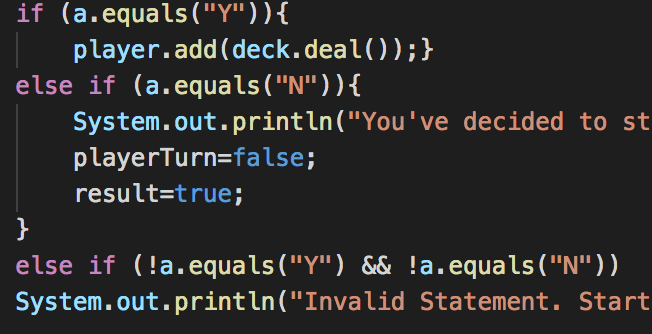 if (a.equals("Y")){
player.add(deck.deal());}
else if (a.equals("N")){
System.out.println("You've decided to st
playerTurn=false;
result=true;
}
else if (!a.equals("Y") && !a.equals("N"))
System.out.println("Invalid Statement. Start